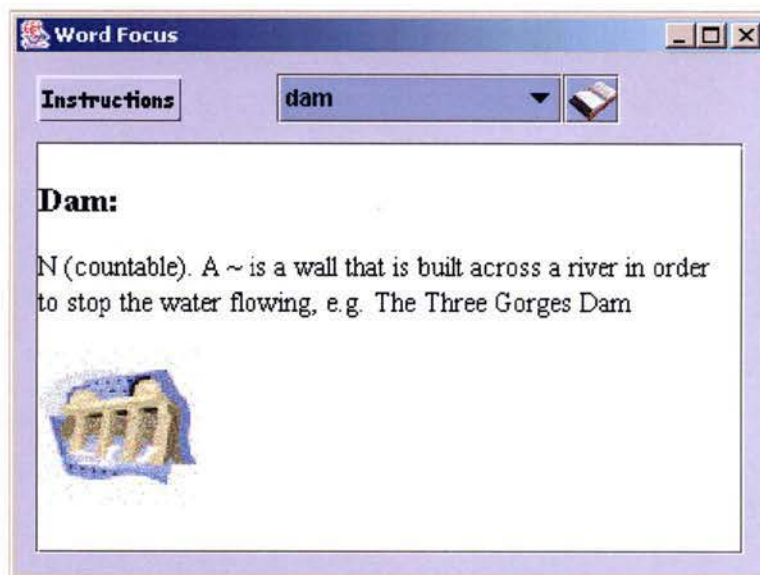 Word Focus
Instructions
dam
Dam:
N (countable). A ~ is a wall that is built across a river in order
to stop the water flowing, e.g. The Three Gorges Dam